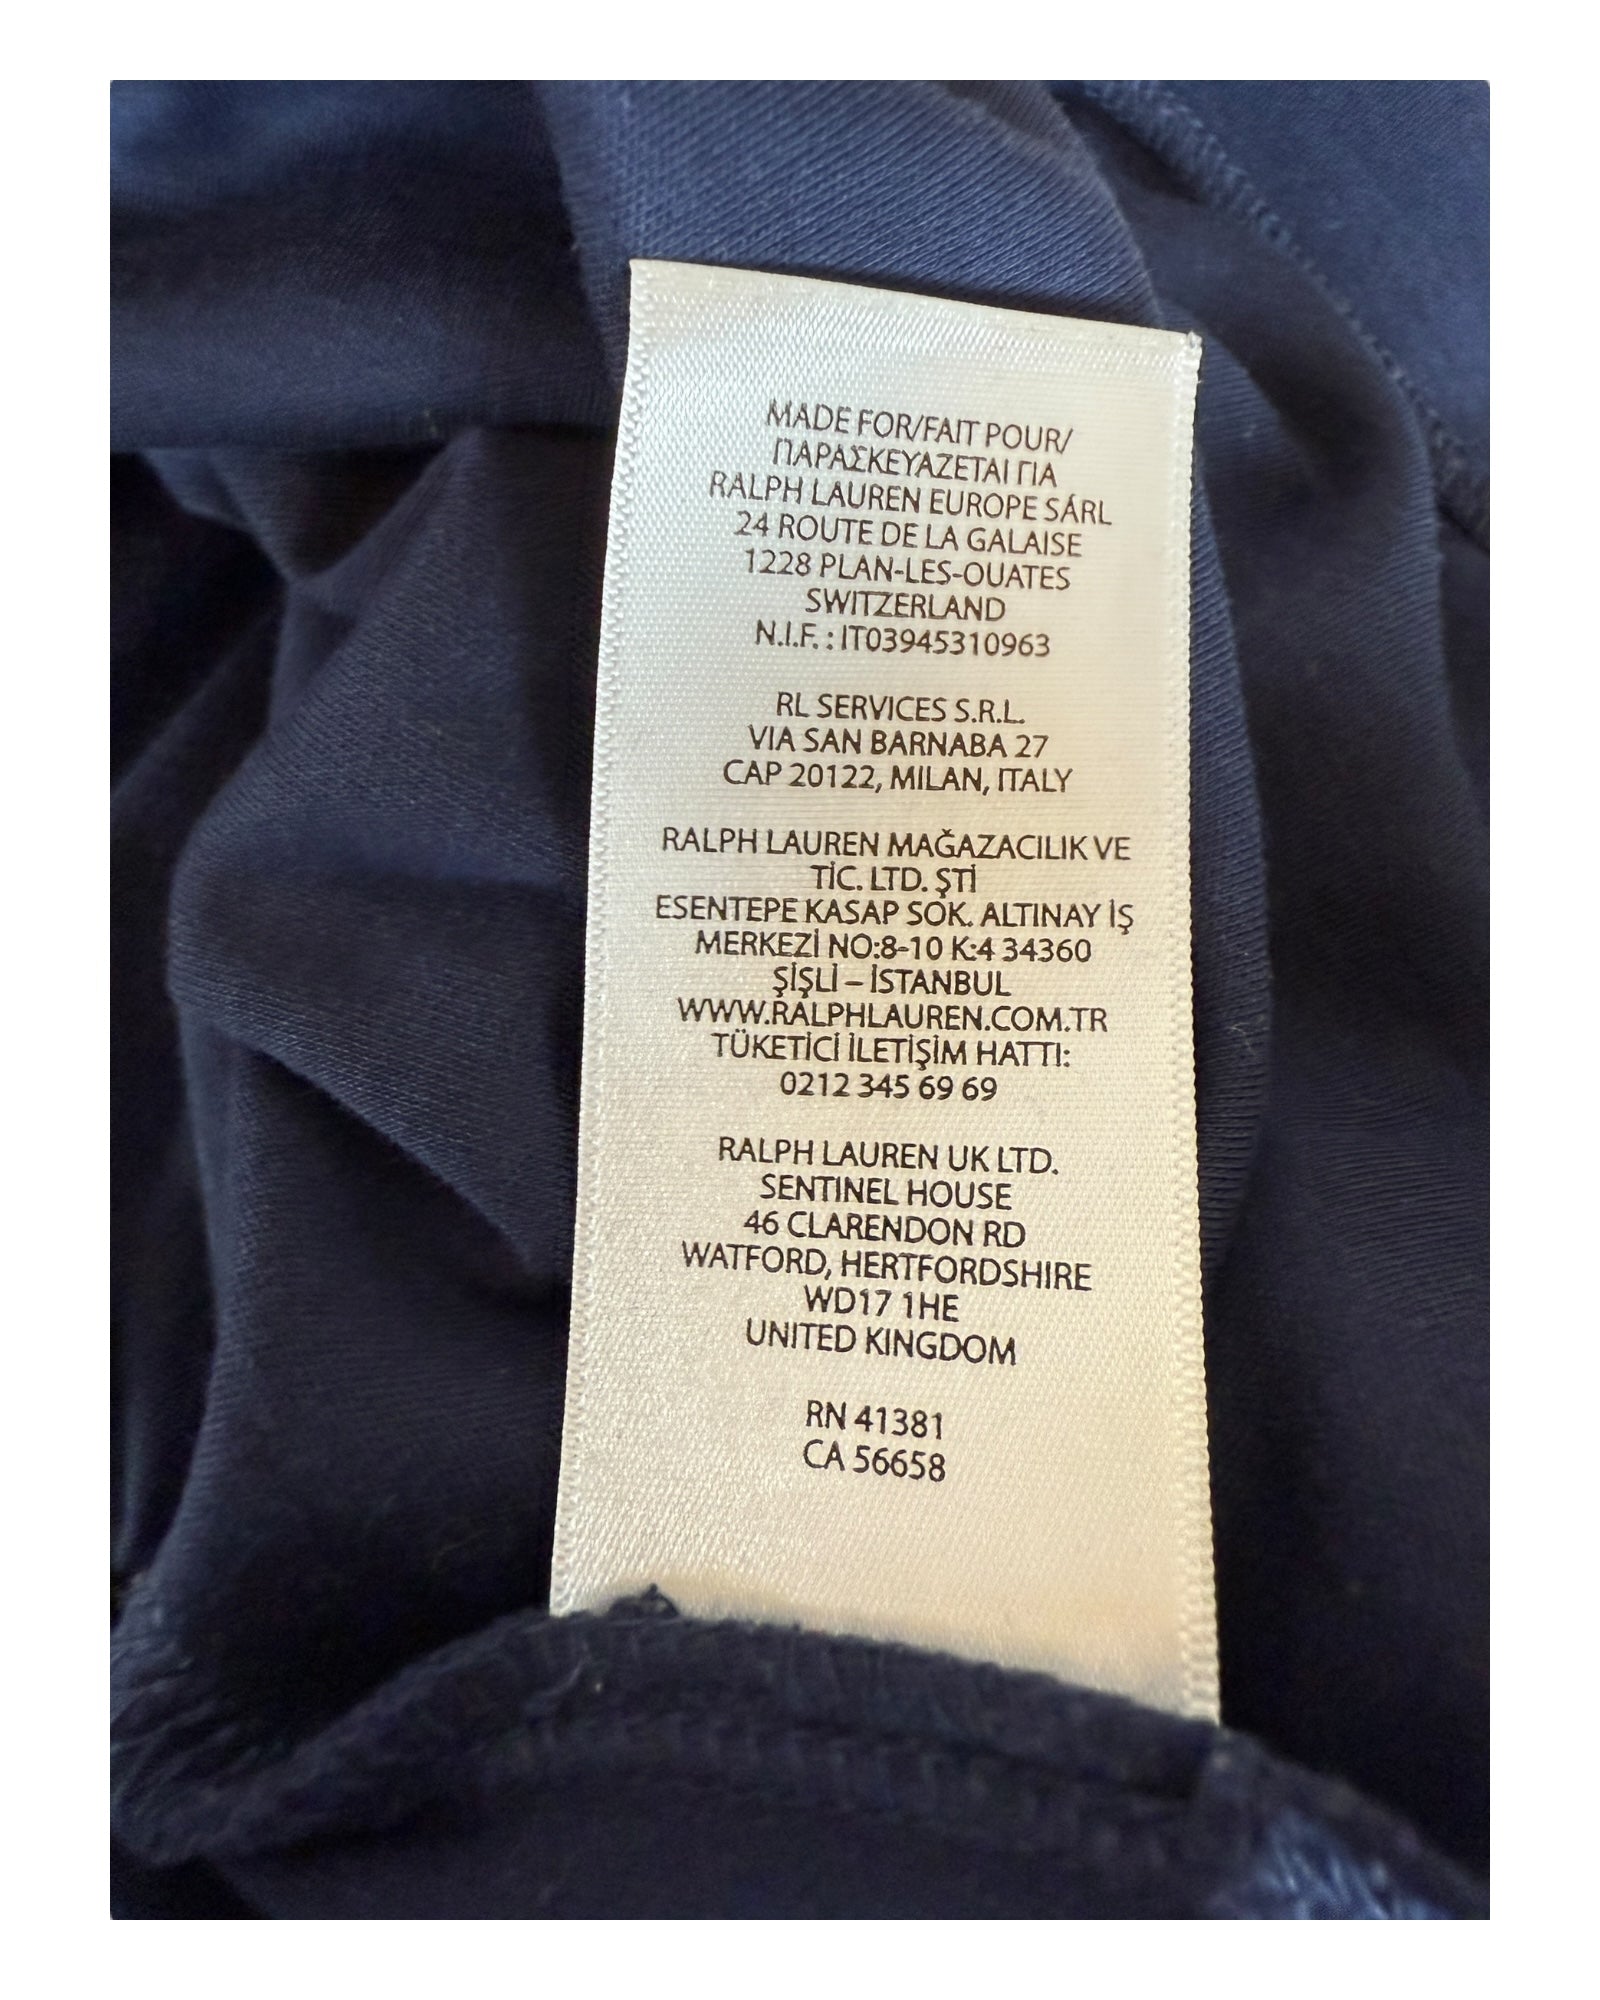 MADE FOR/FAIT POUR/
ΠΑΡΑΣΚΕΥΑΖΕΤΑΙ ΓΙΑ
RALPH LAUREN EUROPE SÁRL
24 ROUTE DE LA GALAISE
1228 PLAN-LES-OUATES
SWITZERLAND
N.I.F. : IT03945310963
RL SERVICES S.R.L.
VIA SAN BARNABA 27
CAP 20122, MILAN, ITALY
RALPH LAUREN MAĞAZACILIK VE
TİC. LTD. ŞTİ
ESENTEPE KASAP SOK. ALTINAY İŞ
MERKEZİ NO:8-10 K:4 34360
ŞİŞLİ – İSTANBUL
WWW.RALPHLAUREN.COM.TR
TÜKETİCİ İLETİŞİM HATTI:
0212 345 69 69
RALPH LAUREN UK LTD.
SENTINEL HOUSE
46 CLARENDON RD
WATFORD, HERTFORDSHIRE
WD17 1HE
UNITED KINGDOM
RN 41381
CA 56658